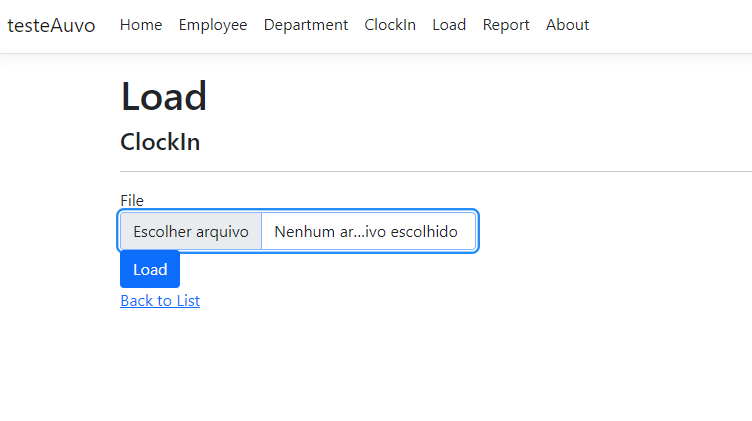 testeAuvo Home Employee Department ClockIn Load Report About
Load
ClockIn
File
Escolher arquivo Nenhum ar...ivo escolhido
Load
Back to List